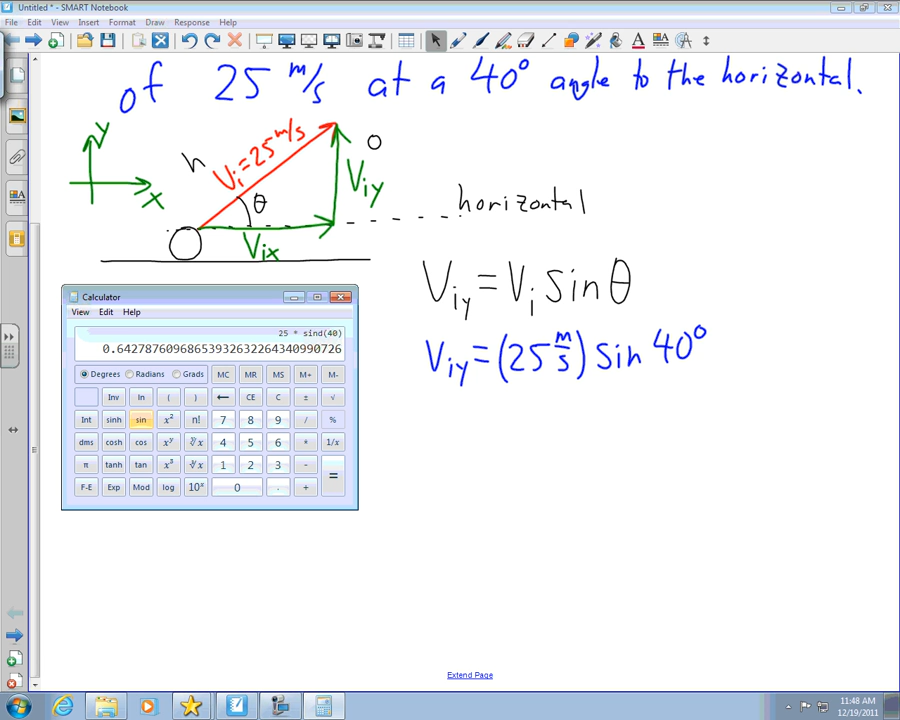 Untitled * - SMART Notebook
File Edit View Insert Format Draw Response Help
of 25 m/s at a 40° angle to the horizontal.
y
x
h
Vi=25 m/s
o
θ
Viy
Vix
horizontal
Viy = Vi sin θ
Viy = (25 m/s) sin 40°
Calculator
View Edit Help
25 * sind(40)
0.64278760968653932632264340990726
Degrees Radians Grads MC MR MS M+ M-
Inv ln ( ) ← CE C ± √
Int sinh sin x² n! 7 8 9 / %
dms cosh cos xʸ ʸ√x 4 5 6 * 1/x
π tanh tan x³ ³√x 1 2 3 - =
F-E Exp Mod log 10ˣ 0 . +
Extend Page
11:48 AM
12/19/2011